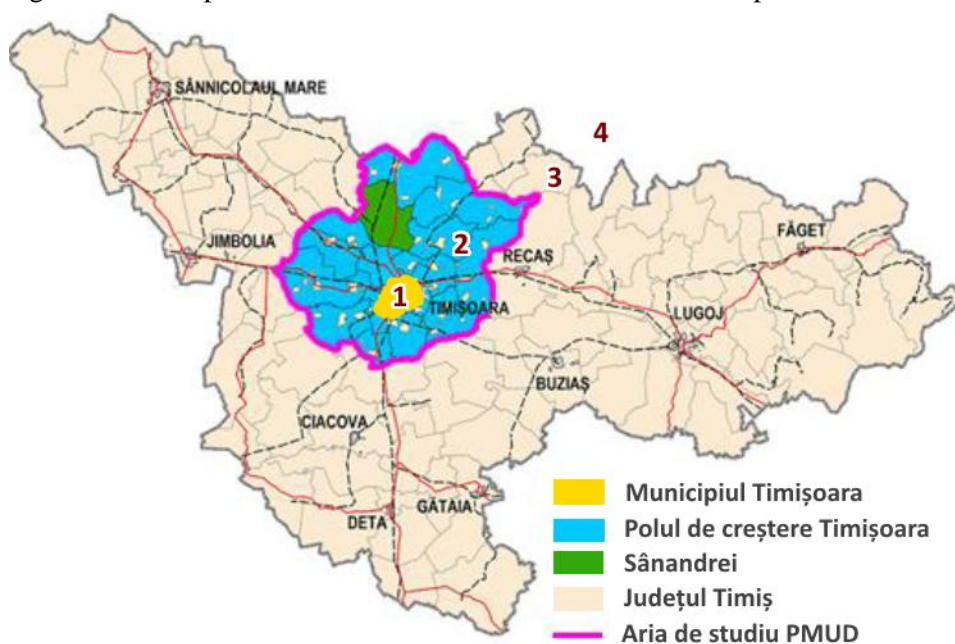 SÂNNICOLAUL MARE
4
3
FĂGET
2
JIMBOLIA
RECAȘ
1
TIMIȘOARA
LUGOJ
BUZIAȘ
CIACOVA
GĂTAIA
DETA
Municipiul Timișoara
Polul de creștere Timișoara
Sânandrei
Județul Timiș
Aria de studiu PMUD